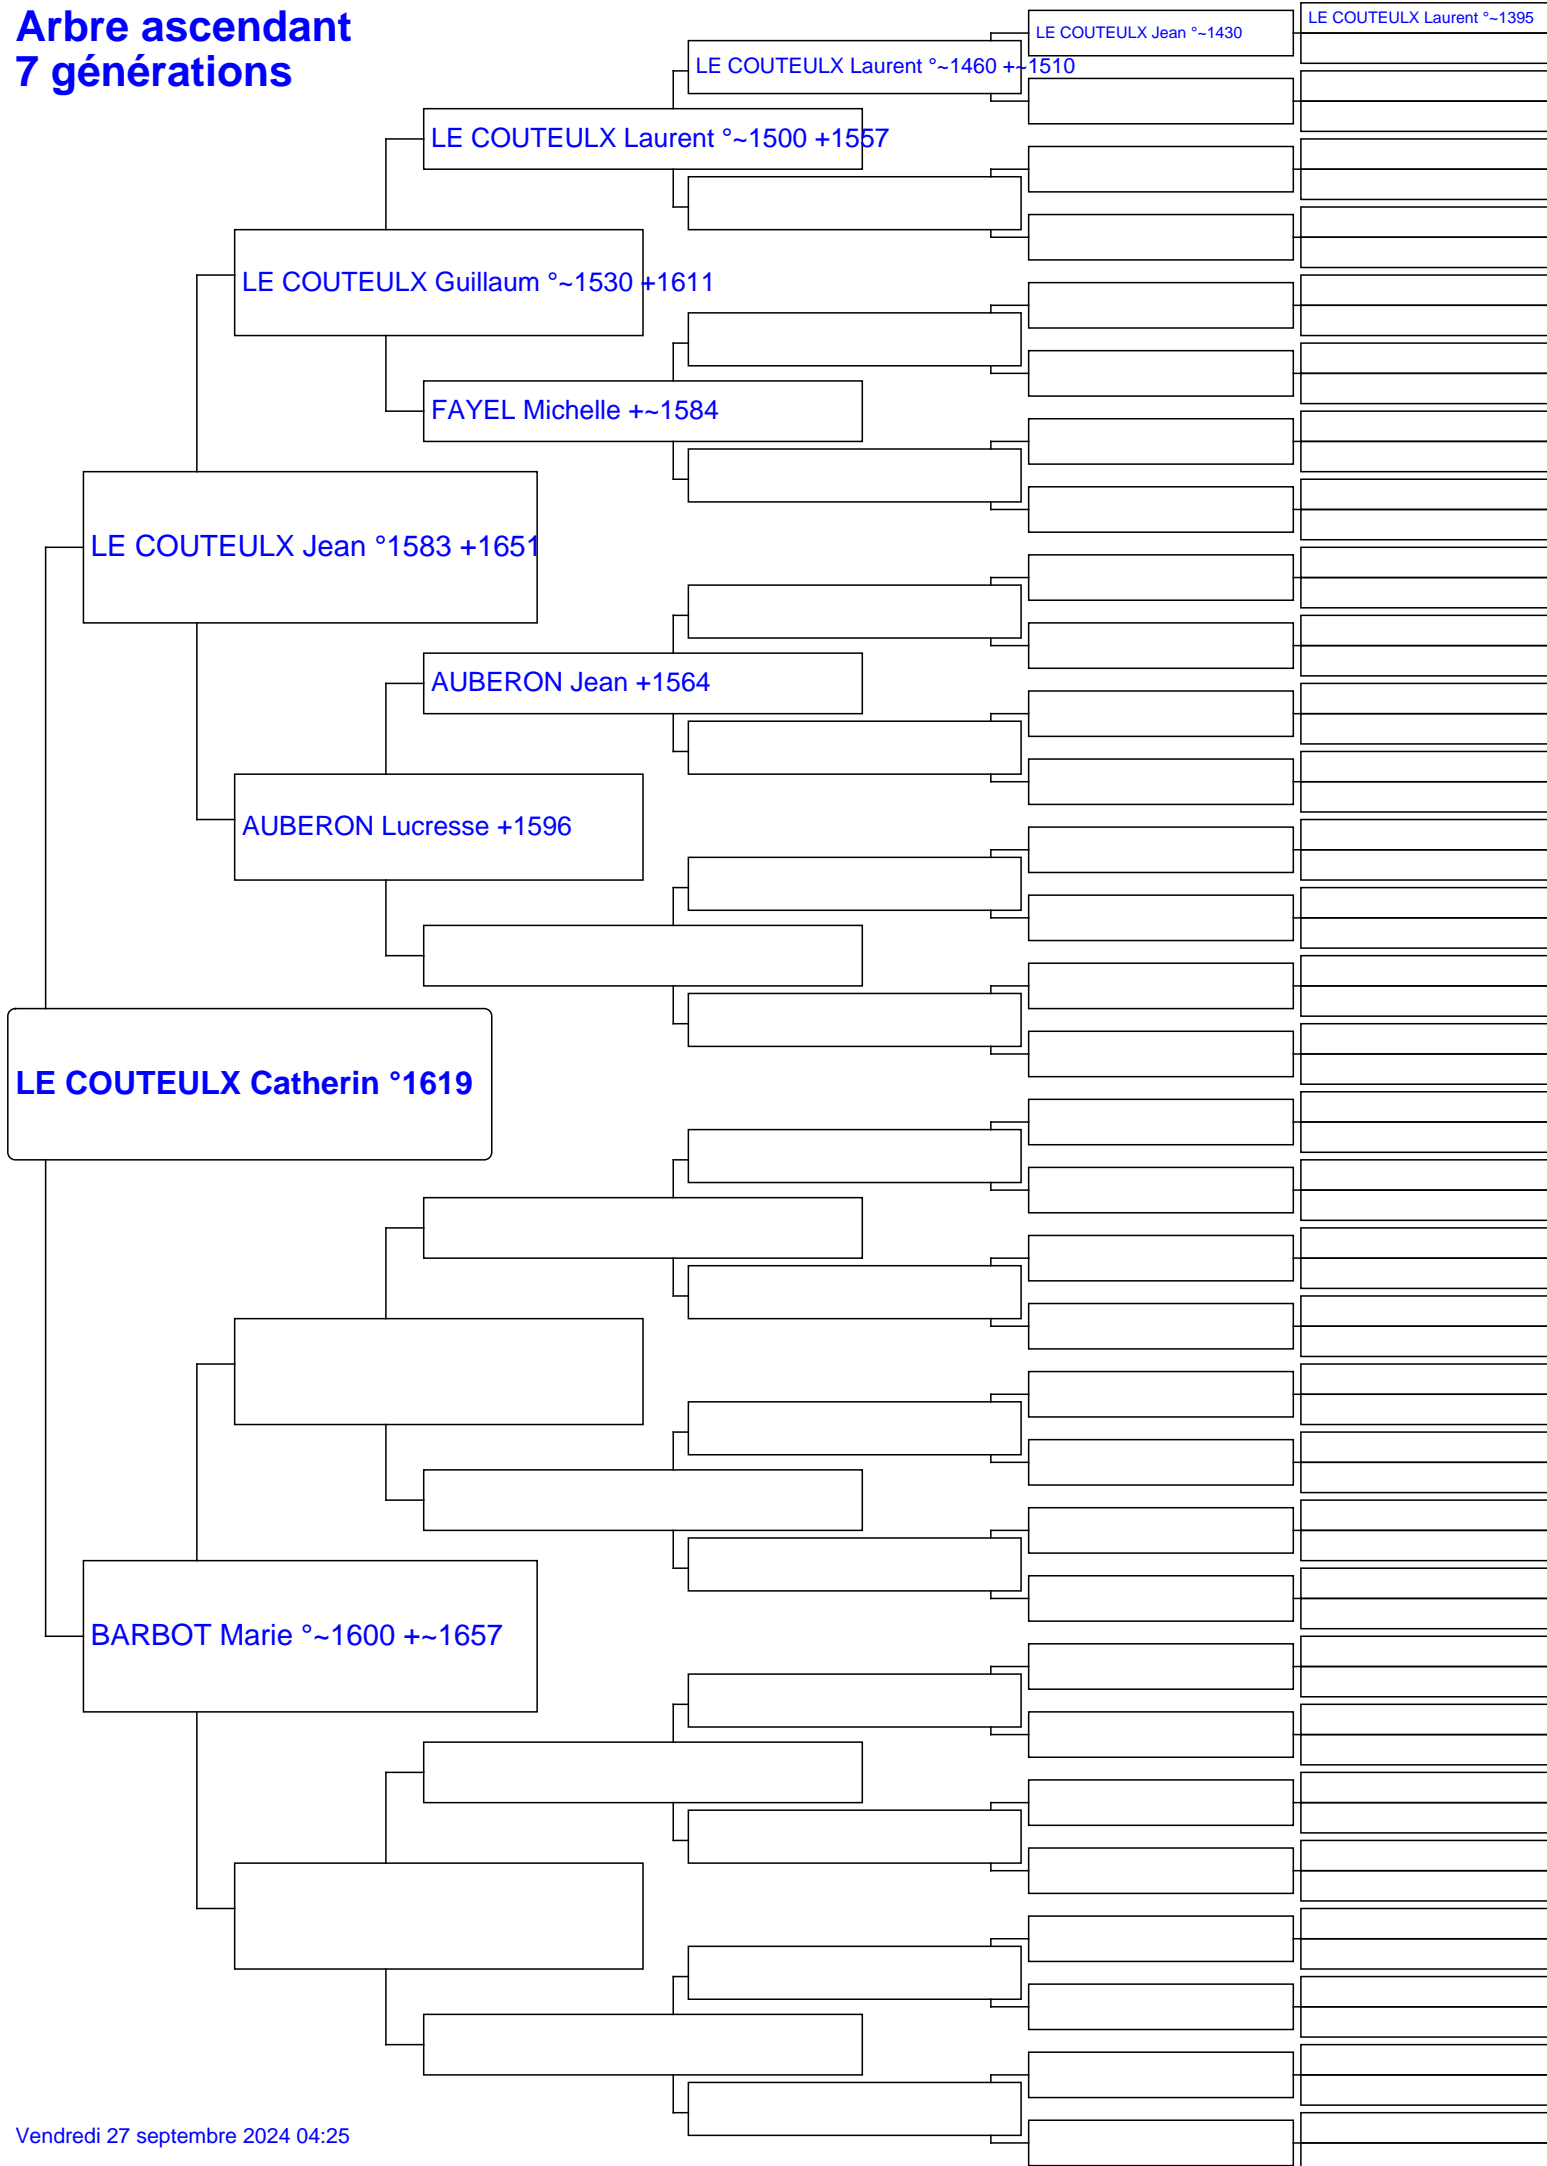 Arbre ascendant
7 générations
LE COUTEULX Laurent °~1395
LE COUTEULX Jean °~1430
LE COUTEULX Laurent °~1460 +~1510
LE COUTEULX Laurent °~1500 +1557
LE COUTEULX Guillaum °~1530 +1611
FAYEL Michelle +~1584
LE COUTEULX Jean °1583 +1651
AUBERON Jean +1564
AUBERON Lucresse +1596
LE COUTEULX Catherin °1619
BARBOT Marie °~1600 +~1657
Vendredi 27 septembre 2024 04:25